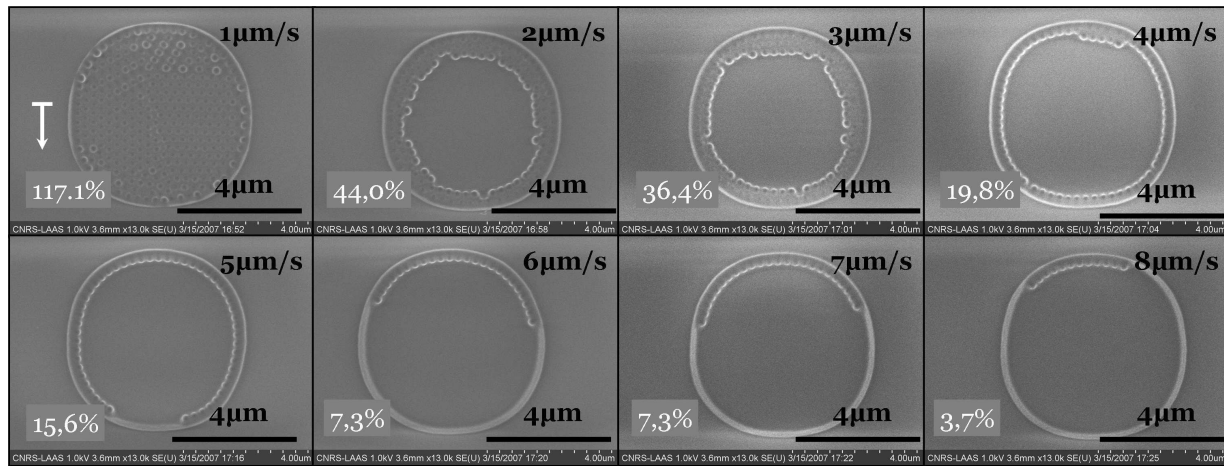 1µm/s
117.1%
4µm
CNRS-LAAS 1.0kV 3.6mm x13.0k SE(U) 3/15/2007 16:52 4.00um
2µm/s
44,0%
4µm
CNRS-LAAS 1.0kV 3.6mm x13.0k SE(U) 3/15/2007 16:58 4.00um
3µm/s
36,4%
4µm
CNRS-LAAS 1.0kV 3.6mm x13.0k SE(U) 3/15/2007 17:01 4.00um
4µm/s
19,8%
4µm
CNRS-LAAS 1.0kV 3.6mm x13.0k SE(U) 3/15/2007 17:04 4.00um
5µm/s
15,6%
4µm
CNRS-LAAS 1.0kV 3.6mm x13.0k SE(U) 3/15/2007 17:16 4.00um
6µm/s
7,3%
4µm
CNRS-LAAS 1.0kV 3.6mm x13.0k SE(U) 3/15/2007 17:20 4.00um
7µm/s
7,3%
4µm
CNRS-LAAS 1.0kV 3.6mm x13.0k SE(U) 3/15/2007 17:22 4.00um
8µm/s
3,7%
4µm
CNRS-LAAS 1.0kV 3.6mm x13.0k SE(U) 3/15/2007 17:25 4.00um